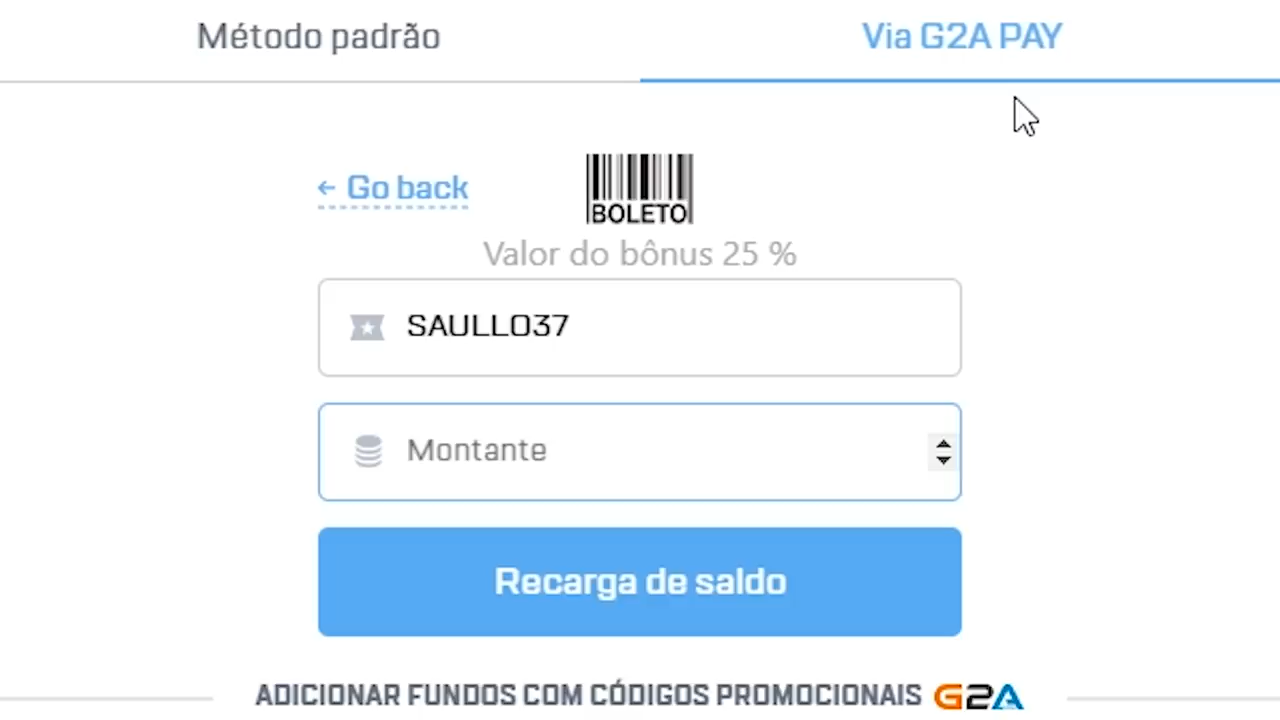 Método padrão
Via G2A PAY
← Go back
BOLETO
Valor do bônus 25 %
SAULLO37
Montante
Recarga de saldo
ADICIONAR FUNDOS COM CÓDIGOS PROMOCIONAIS G2A